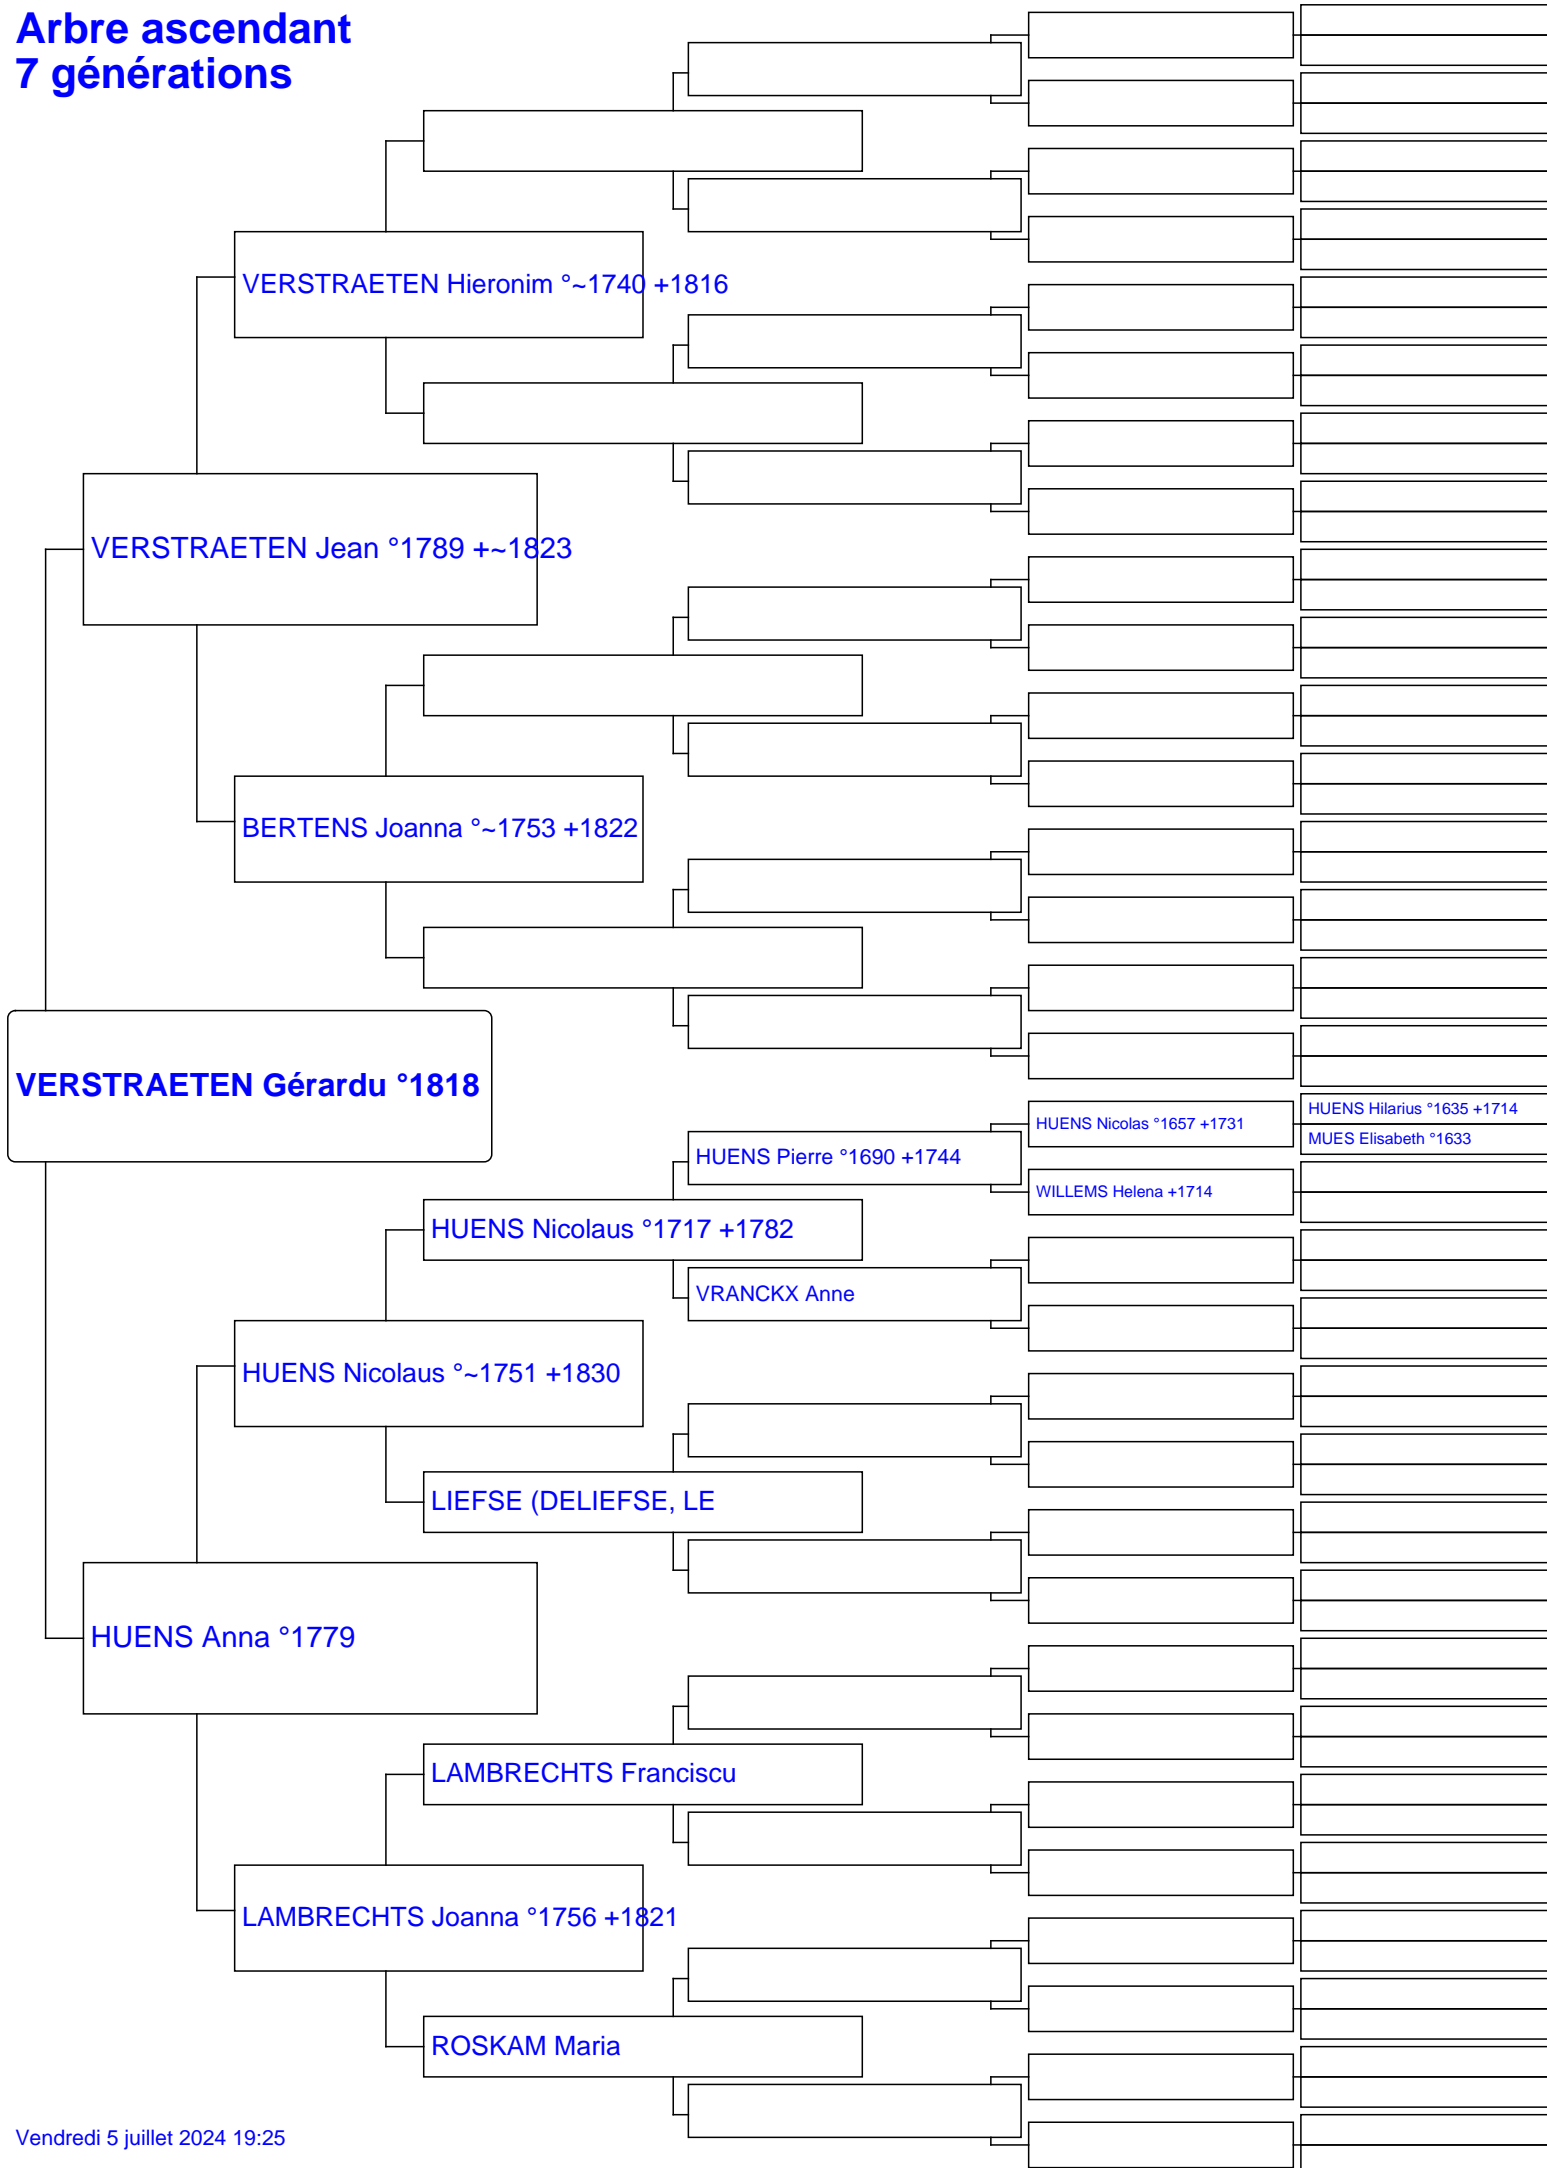 Arbre ascendant
7 générations
VERSTRAETEN Hieronim °~1740 +1816
VERSTRAETEN Jean °1789 +~1823
BERTENS Joanna °~1753 +1822
VERSTRAETEN Gérardu °1818
HUENS Hilarius °1635 +1714
HUENS Nicolas °1657 +1731
MUES Elisabeth °1633
HUENS Pierre °1690 +1744
WILLEMS Helena +1714
HUENS Nicolaus °1717 +1782
VRANCKX Anne
HUENS Nicolaus °~1751 +1830
LIEFSE (DELIEFSE, LE
HUENS Anna °1779
LAMBRECHTS Franciscu
LAMBRECHTS Joanna °1756 +1821
ROSKAM Maria
Vendredi 5 juillet 2024 19:25